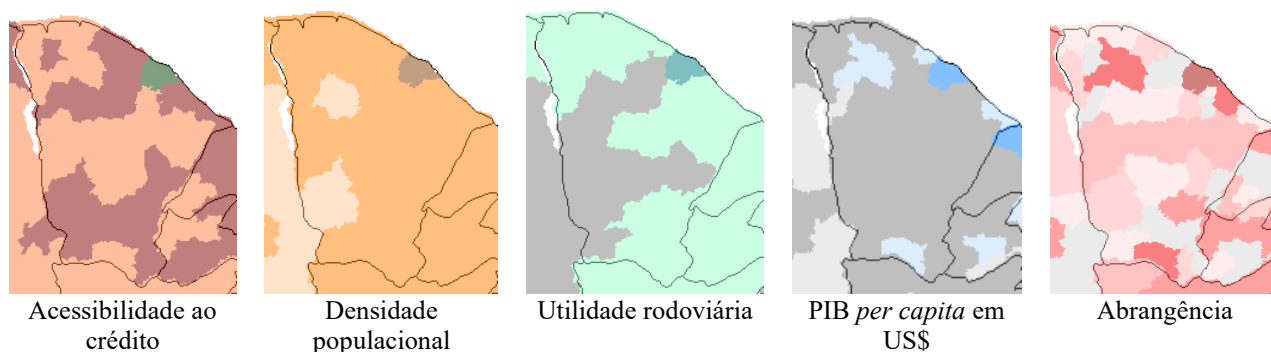 Acessibilidade ao
crédito
Densidade
populacional
Utilidade rodoviária
PIB per capita em
US$
Abrangência